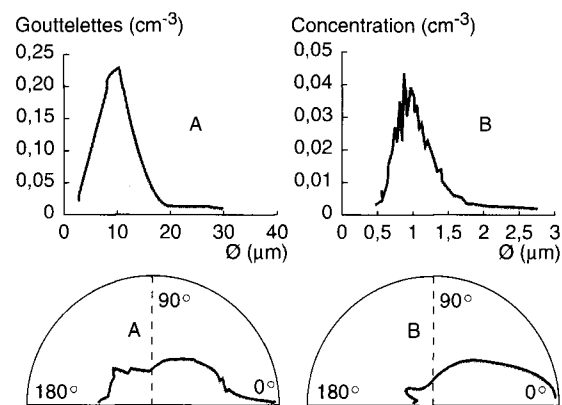 Gouttelettes (cm⁻³)
0,25
0,20
0,15
0,10
0,05
0
A
0 10 20 30 40
Ø (µm)
Concentration (cm⁻³)
0,05
0,04
0,03
0,02
0,01
0
B
0 0,5 1 1,5 2 2,5 3
Ø (µm)
A
90°
180°
0°
B
90°
180°
0°